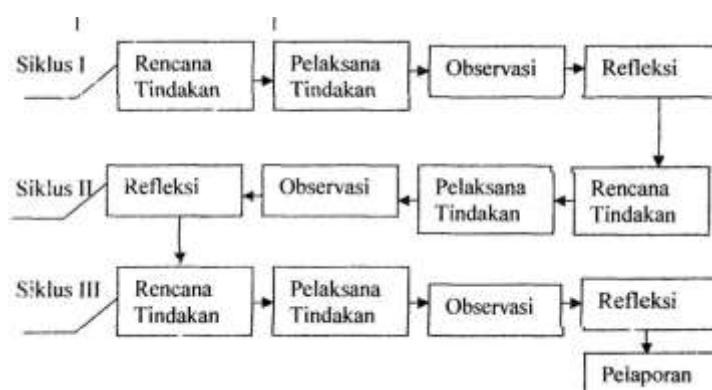 Siklus I
Rencana
Tindakan
Pelaksana
Tindakan
Observasi
Refleksi
Siklus II
Refleksi
Observasi
Pelaksana
Tindakan
Rencana
Tindakan
Siklus III
Rencana
Tindakan
Pelaksana
Tindakan
Observasi
Refleksi
Pelaporan